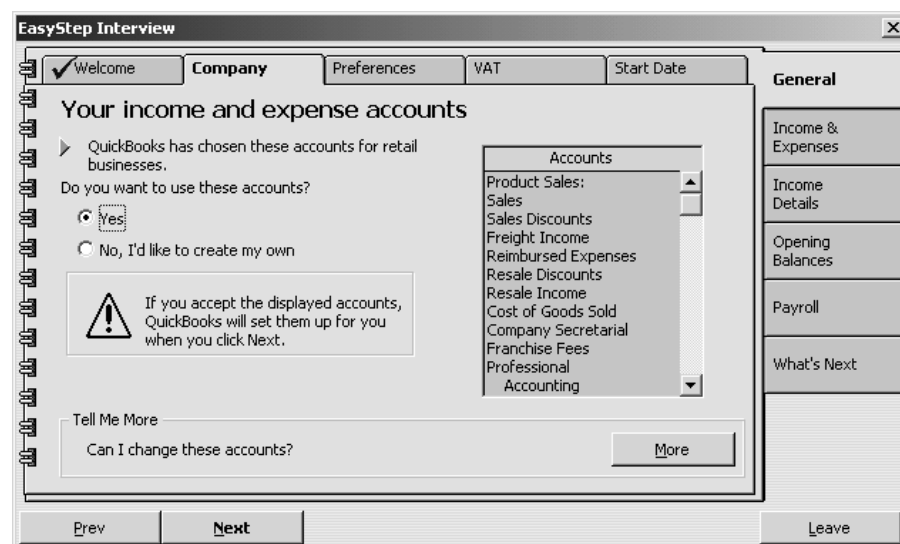 EasyStep Interview
Welcome
Company
Preferences
VAT
Start Date
General
Income &
Expenses
Income
Details
Opening
Balances
Payroll
What's Next
Your income and expense accounts
QuickBooks has chosen these accounts for retail
businesses.
Do you want to use these accounts?
Yes
No, I'd like to create my own
If you accept the displayed accounts,
QuickBooks will set them up for you
when you click Next.
Accounts
Product Sales:
Sales
Sales Discounts
Freight Income
Reimbursed Expenses
Resale Discounts
Resale Income
Cost of Goods Sold
Company Secretarial
Franchise Fees
Professional
Accounting
Tell Me More
Can I change these accounts?
More
Prev
Next
Leave